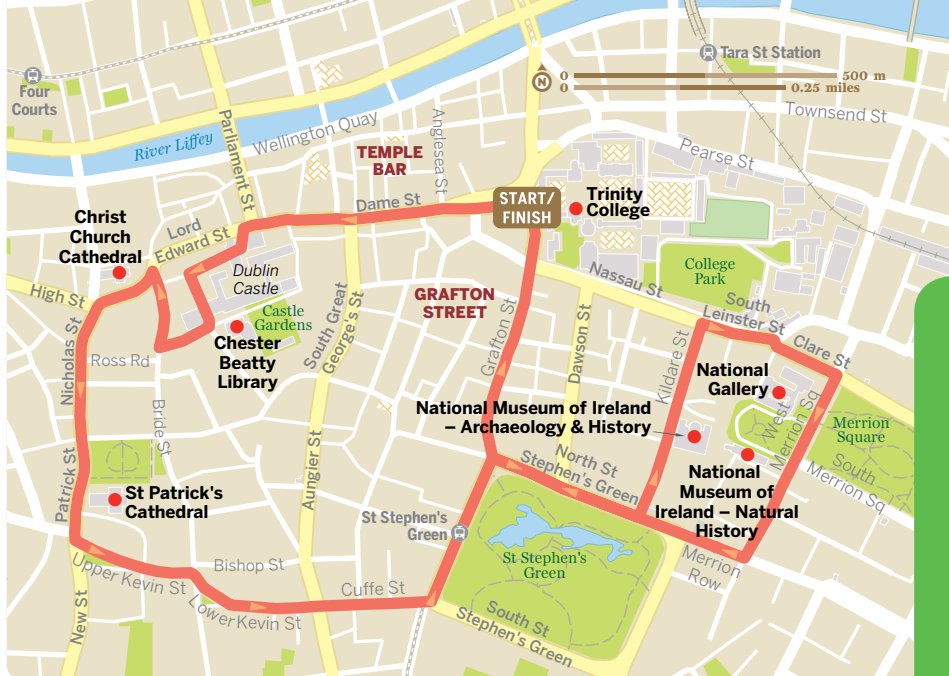 Tara St Station
Four
Courts
N
0
500 m
0
0.25 miles
Townsend St
Parliament St
Wellington Quay
Anglesea St
River Liffey
TEMPLE
BAR
Pearse St
Dame St
START/
FINISH
Trinity
College
Christ
Church
Cathedral
Lord
Edward St
Dublin
Castle
High St
Castle
Gardens
GRAFTON
STREET
Nassau St
College
Park
South
Leinster St
Clare St
Chester
Beatty
Library
South Great
George's St
Grafton St
Dawson St
Kildare St
Nicholas St
Ross Rd
National
Gallery
West
Merrion Sq
Merrion
Square
National Museum of Ireland
– Archaeology & History
Bride St
Aungier St
North St
Stephen's Green
South
Merrion Sq
National
Museum of
Ireland – Natural
History
Patrick St
St Patrick's
Cathedral
St Stephen's
Green
St Stephen's
Green
Merrion
Row
Upper Kevin St
Bishop St
Lower Kevin St
Cuffe St
New St
South St
Stephen's Green